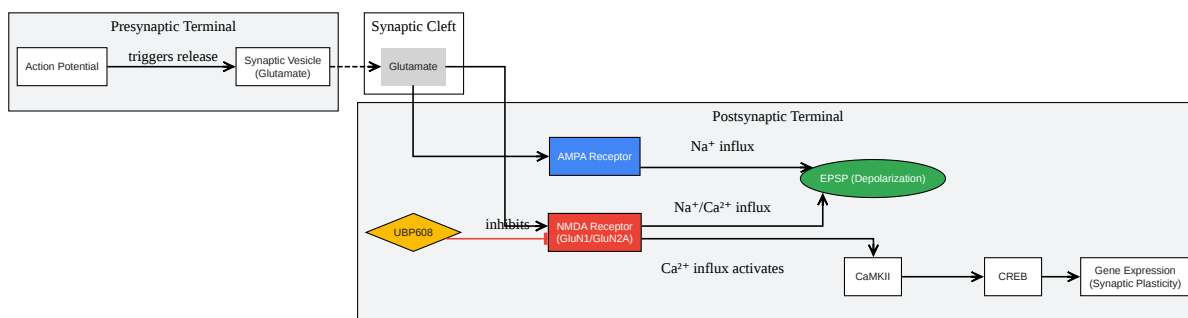 Presynaptic Terminal
Action Potential
triggers release
Synaptic Vesicle
(Glutamate)
Synaptic Cleft
Glutamate
Postsynaptic Terminal
AMPA Receptor
Na⁺ influx
EPSP (Depolarization)
UBP608
inhibits
NMDA Receptor
(GluN1/GluN2A)
Na⁺/Ca²⁺ influx
Ca²⁺ influx activates
CaMKII
CREB
Gene Expression
(Synaptic Plasticity)